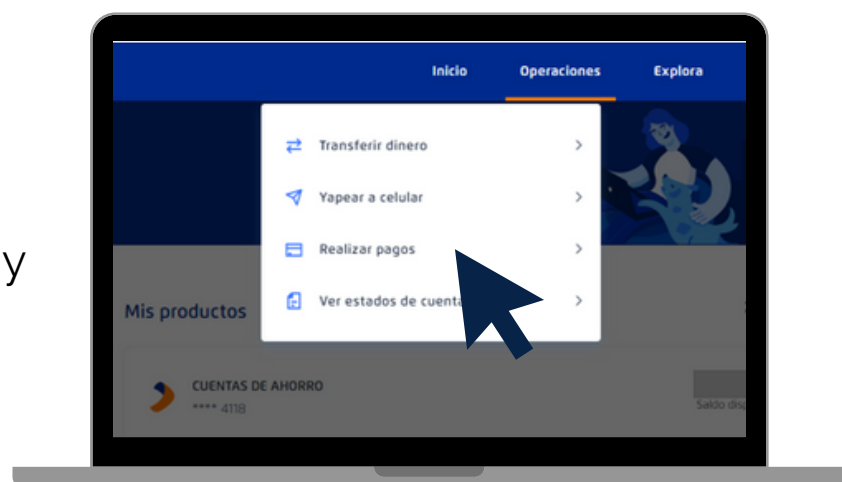 Inicio Operaciones Explora
Transferir dinero
Yapear a celular
y
Realizar pagos
Ver estados de cuenta
Mis productos
CUENTAS DE AHORRO
**** 4118
Saldo disp